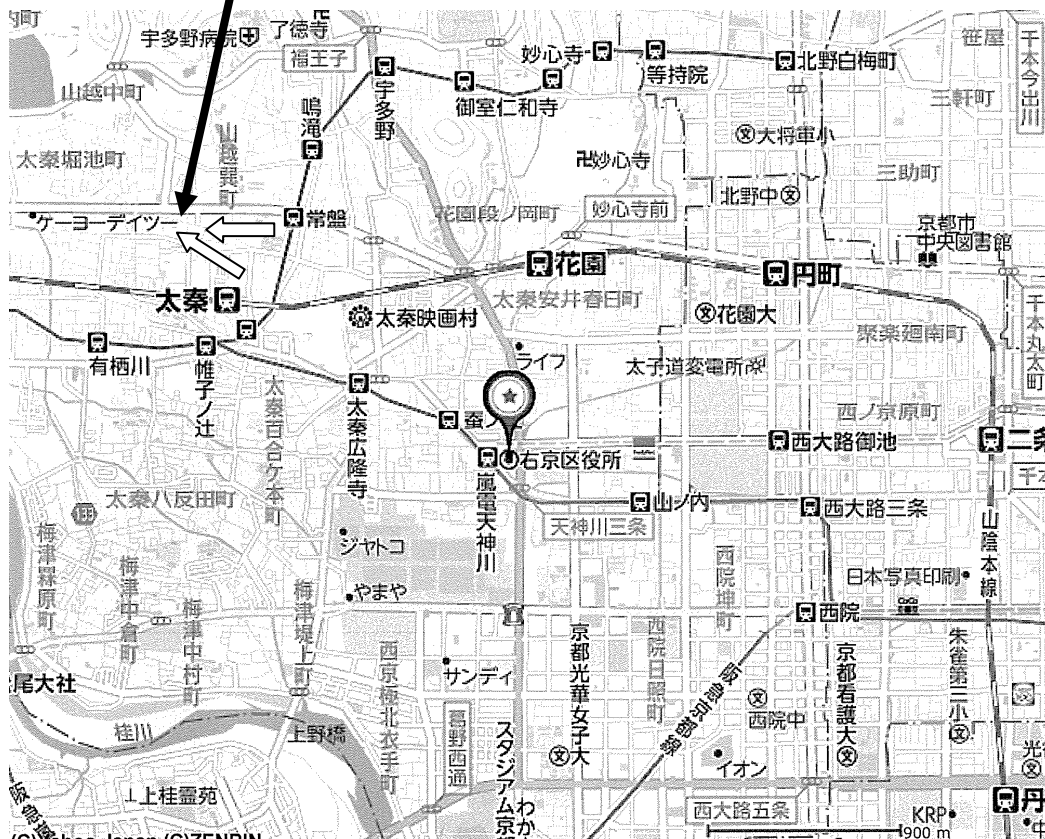 宇多野病院
了徳寺
福王子
妙心寺
等持院
北野白梅町
笹屋
千本今出川
山越中町
鳴滝
宇多野
御室仁和寺
三軒町
大将軍小
太秦堀池町
山越巽町
卍妙心寺
三助町
北野中
ケーヨーデイツー
常盤
花園段ノ岡町
妙心寺前
京都市
中央図書館
花園
円町
太秦
太秦安井春日町
千本丸太町
太秦映画村
花園大
聚楽廻南町
有栖川
帷子ノ辻
ライフ
太子道変電所
太秦百合ケ本町
太秦広隆寺
西ノ京原町
右京区役所
西大路御池
二条
嵐電天神川
山ノ内
西大路三条
太秦八反田町
天神川三条
133
ジヤトコ
山陰本線
梅津罧原町
梅津中倉町
梅津中村町
梅津堤上町
やまや
西院坤町
日本写真印刷
西院
西京極北衣手町
サンディ
京都光華女子大
西院日照町
阪急京都線
京都看護大
朱雀第三小
尾大社
桂川
上野橋
葛野西通
西院中
イオン
上桂霊苑
西大路五条
KRP
900 m